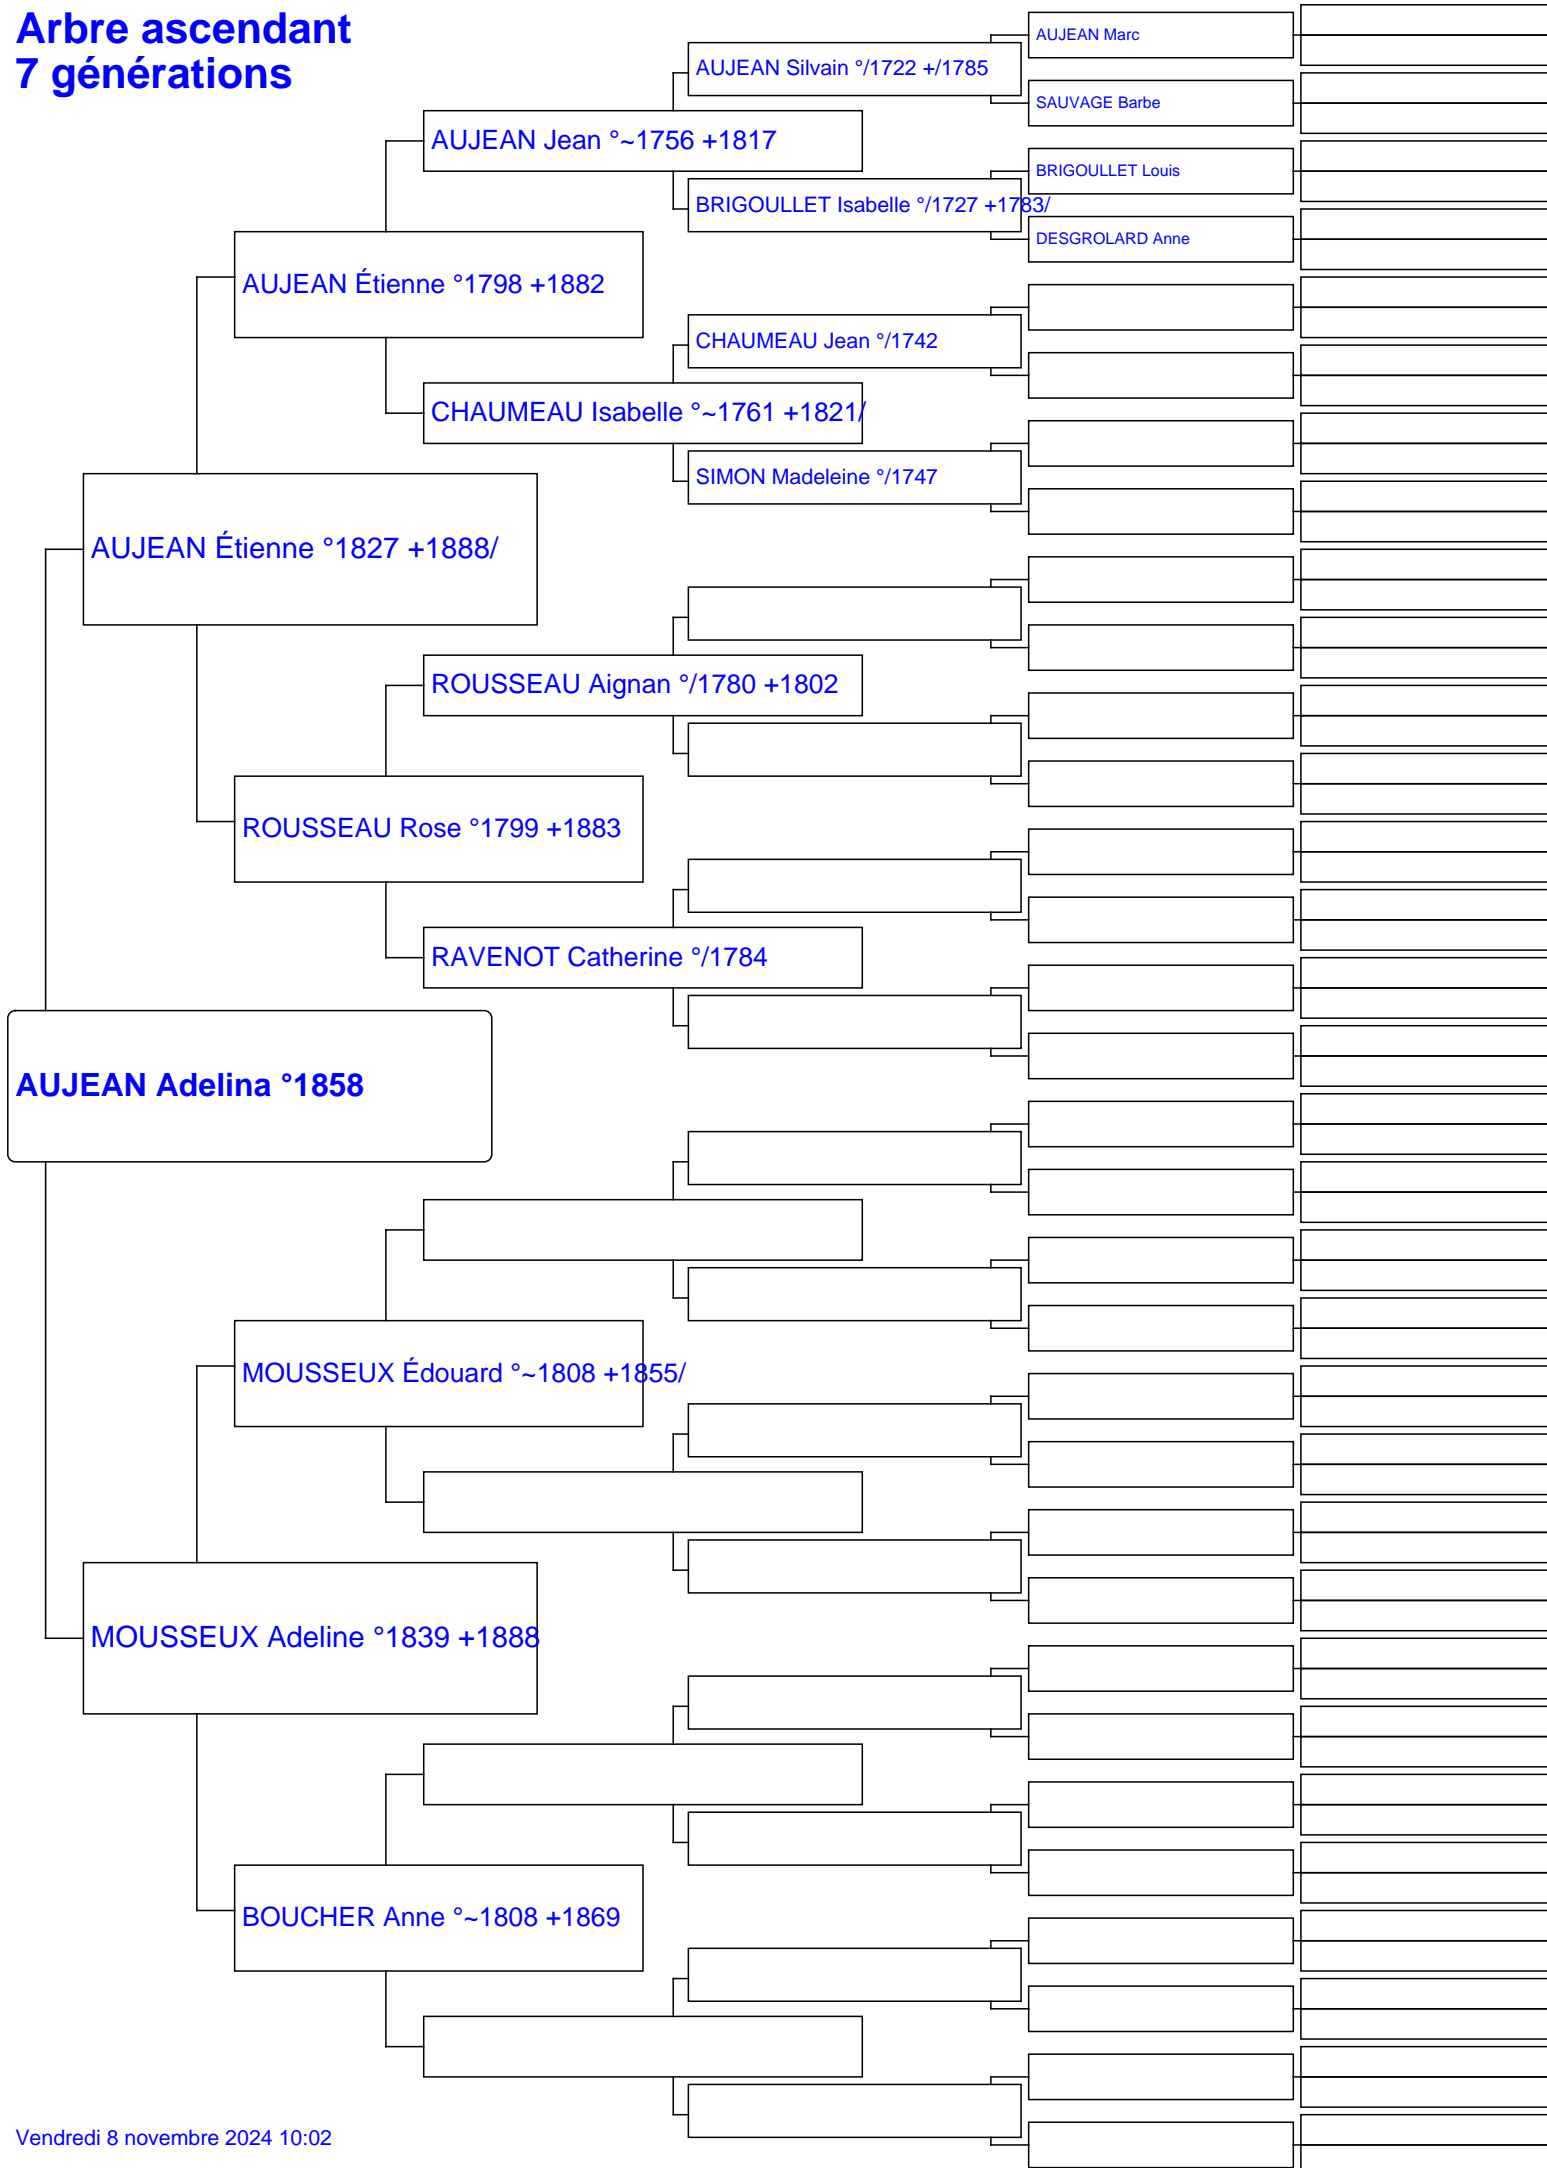 Arbre ascendant
7 générations
AUJEAN Marc
AUJEAN Silvain °/1722 +/1785
SAUVAGE Barbe
AUJEAN Jean °~1756 +1817
BRIGOULLET Louis
BRIGOULLET Isabelle °/1727 +1783/
DESGROLARD Anne
AUJEAN Étienne °1798 +1882
CHAUMEAU Jean °/1742
CHAUMEAU Isabelle °~1761 +1821/
SIMON Madeleine °/1747
AUJEAN Étienne °1827 +1888/
ROUSSEAU Aignan °/1780 +1802
ROUSSEAU Rose °1799 +1883
RAVENOT Catherine °/1784
AUJEAN Adelina °1858
MOUSSEUX Édouard °~1808 +1855/
MOUSSEUX Adeline °1839 +1888
BOUCHER Anne °~1808 +1869
Vendredi 8 novembre 2024 10:02